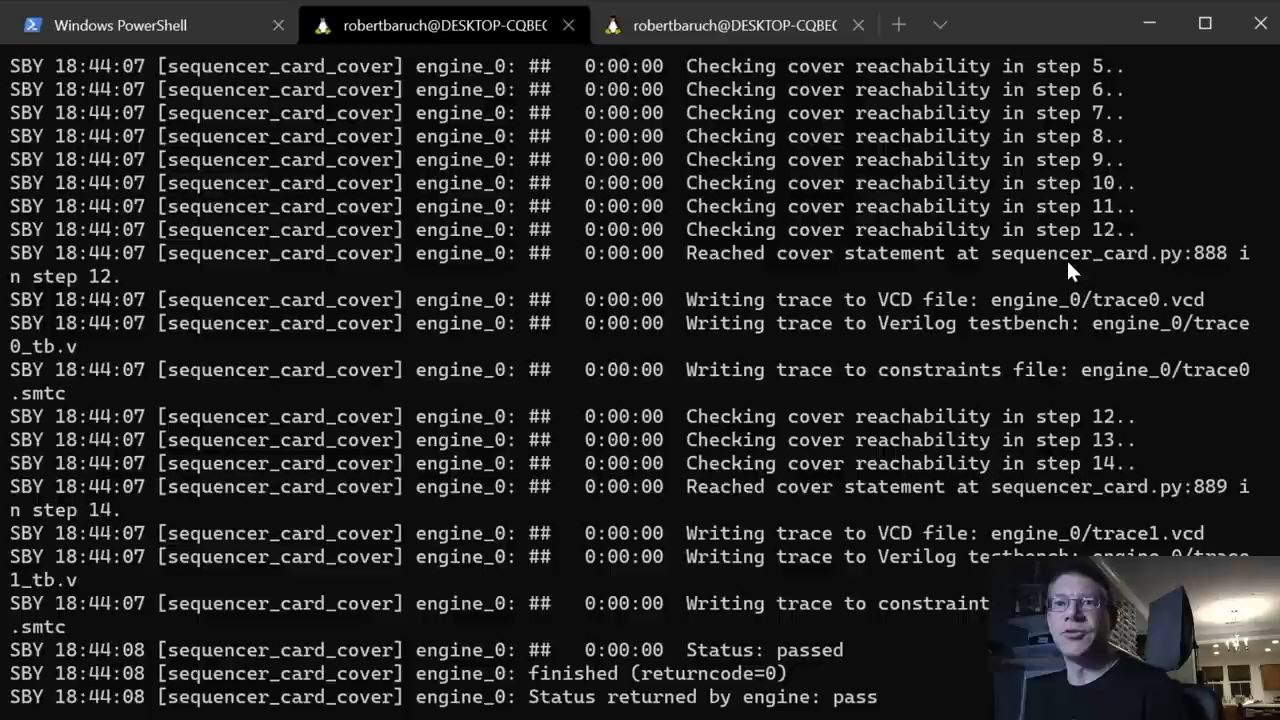 Windows PowerShell
robertbaruch@DESKTOP-CQBEC
robertbaruch@DESKTOP-CQBEC
SBY 18:44:07 [sequencer_card_cover] engine_0: ##   0:00:00  Checking cover reachability in step 5..
SBY 18:44:07 [sequencer_card_cover] engine_0: ##   0:00:00  Checking cover reachability in step 6..
SBY 18:44:07 [sequencer_card_cover] engine_0: ##   0:00:00  Checking cover reachability in step 7..
SBY 18:44:07 [sequencer_card_cover] engine_0: ##   0:00:00  Checking cover reachability in step 8..
SBY 18:44:07 [sequencer_card_cover] engine_0: ##   0:00:00  Checking cover reachability in step 9..
SBY 18:44:07 [sequencer_card_cover] engine_0: ##   0:00:00  Checking cover reachability in step 10..
SBY 18:44:07 [sequencer_card_cover] engine_0: ##   0:00:00  Checking cover reachability in step 11..
SBY 18:44:07 [sequencer_card_cover] engine_0: ##   0:00:00  Checking cover reachability in step 12..
SBY 18:44:07 [sequencer_card_cover] engine_0: ##   0:00:00  Reached cover statement at sequencer_card.py:888 i
n step 12.
SBY 18:44:07 [sequencer_card_cover] engine_0: ##   0:00:00  Writing trace to VCD file: engine_0/trace0.vcd
SBY 18:44:07 [sequencer_card_cover] engine_0: ##   0:00:00  Writing trace to Verilog testbench: engine_0/trace
0_tb.v
SBY 18:44:07 [sequencer_card_cover] engine_0: ##   0:00:00  Writing trace to constraints file: engine_0/trace0
.smtc
SBY 18:44:07 [sequencer_card_cover] engine_0: ##   0:00:00  Checking cover reachability in step 12..
SBY 18:44:07 [sequencer_card_cover] engine_0: ##   0:00:00  Checking cover reachability in step 13..
SBY 18:44:07 [sequencer_card_cover] engine_0: ##   0:00:00  Checking cover reachability in step 14..
SBY 18:44:07 [sequencer_card_cover] engine_0: ##   0:00:00  Reached cover statement at sequencer_card.py:889 i
n step 14.
SBY 18:44:07 [sequencer_card_cover] engine_0: ##   0:00:00  Writing trace to VCD file: engine_0/trace1.vcd
SBY 18:44:07 [sequencer_card_cover] engine_0: ##   0:00:00  Writing trace to Verilog testbench: engine_0/trace
1_tb.v
SBY 18:44:07 [sequencer_card_cover] engine_0: ##   0:00:00  Writing trace to constraint
.smtc
SBY 18:44:08 [sequencer_card_cover] engine_0: ##   0:00:00  Status: passed
SBY 18:44:08 [sequencer_card_cover] engine_0: finished (returncode=0)
SBY 18:44:08 [sequencer_card_cover] engine_0: Status returned by engine: pass